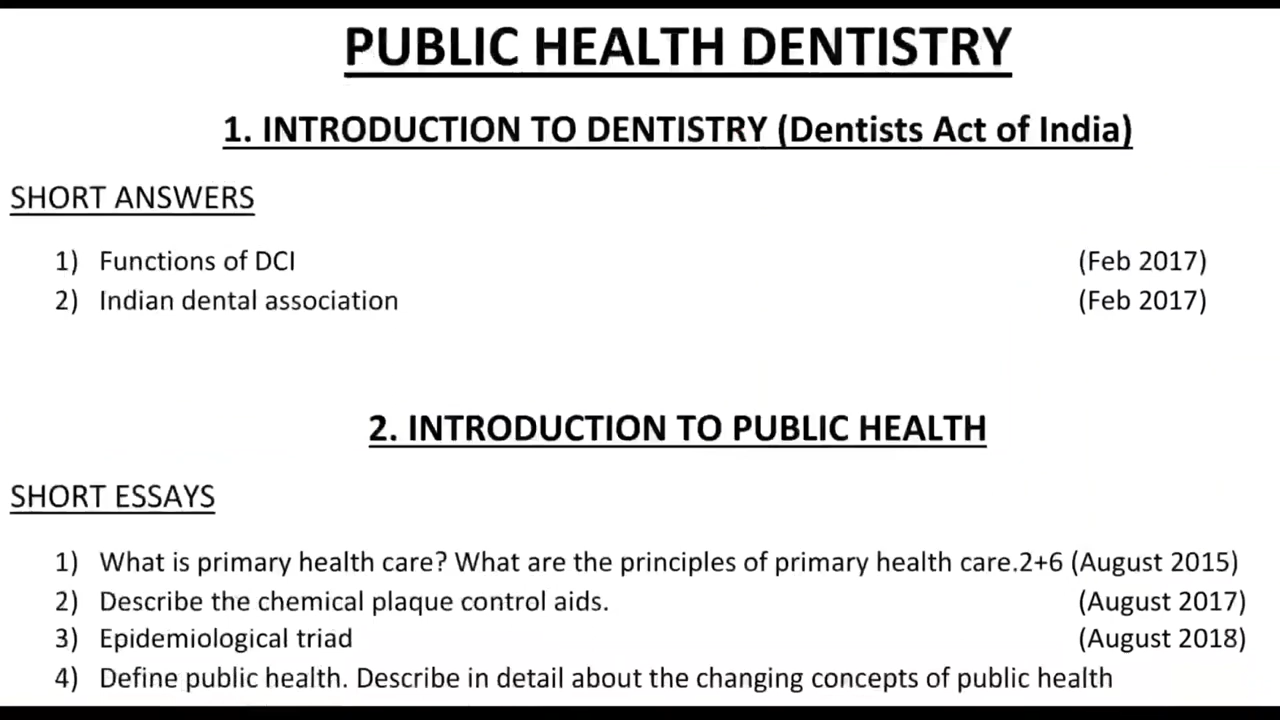 PUBLIC HEALTH DENTISTRY
1. INTRODUCTION TO DENTISTRY (Dentists Act of India)
SHORT ANSWERS
1) Functions of DCI (Feb 2017)
2) Indian dental association (Feb 2017)
2. INTRODUCTION TO PUBLIC HEALTH
SHORT ESSAYS
1) What is primary health care? What are the principles of primary health care.2+6 (August 2015)
2) Describe the chemical plaque control aids. (August 2017)
3) Epidemiological triad (August 2018)
4) Define public health. Describe in detail about the changing concepts of public health